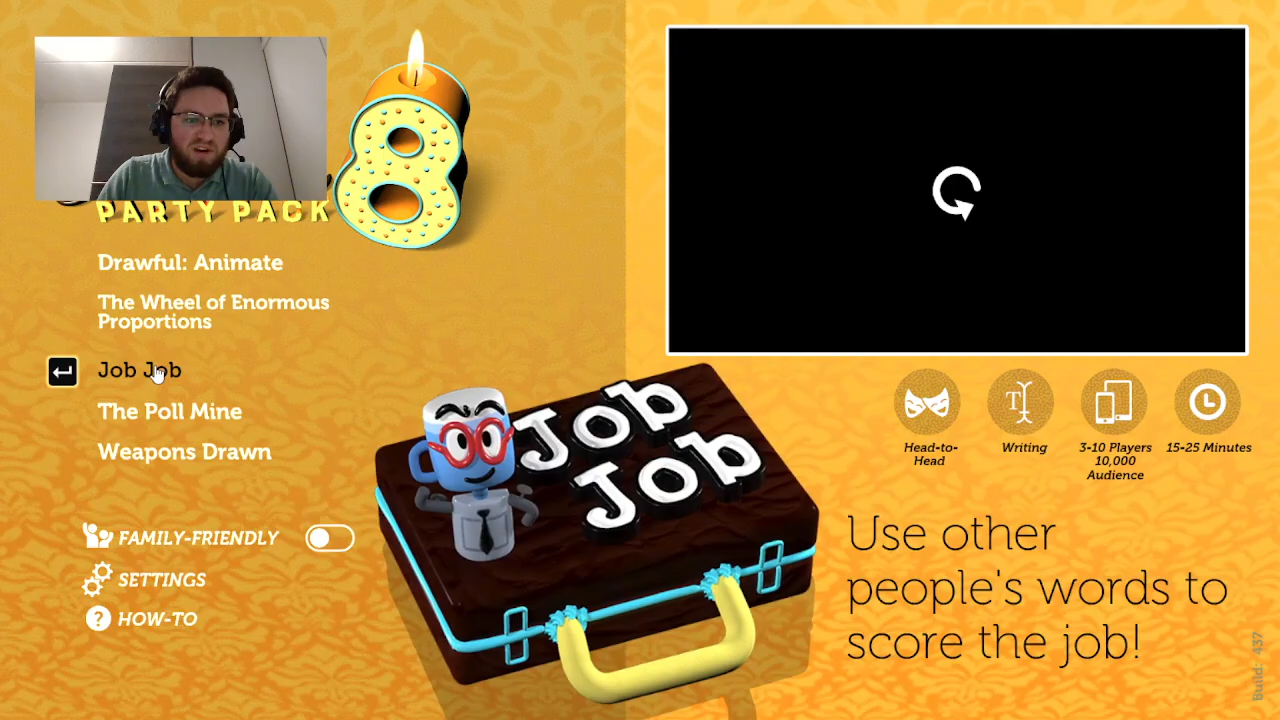 8
PARTY PACK
Drawful: Animate
The Wheel of Enormous
Proportions
Job Job
The Poll Mine
Weapons Drawn
FAMILY-FRIENDLY
SETTINGS
? HOW-TO
Job
Job
T
Head-to-
Head
Writing
3-10 Players
10,000
Audience
15-25 Minutes
Use other
people's words to
score the job!
Build: 437